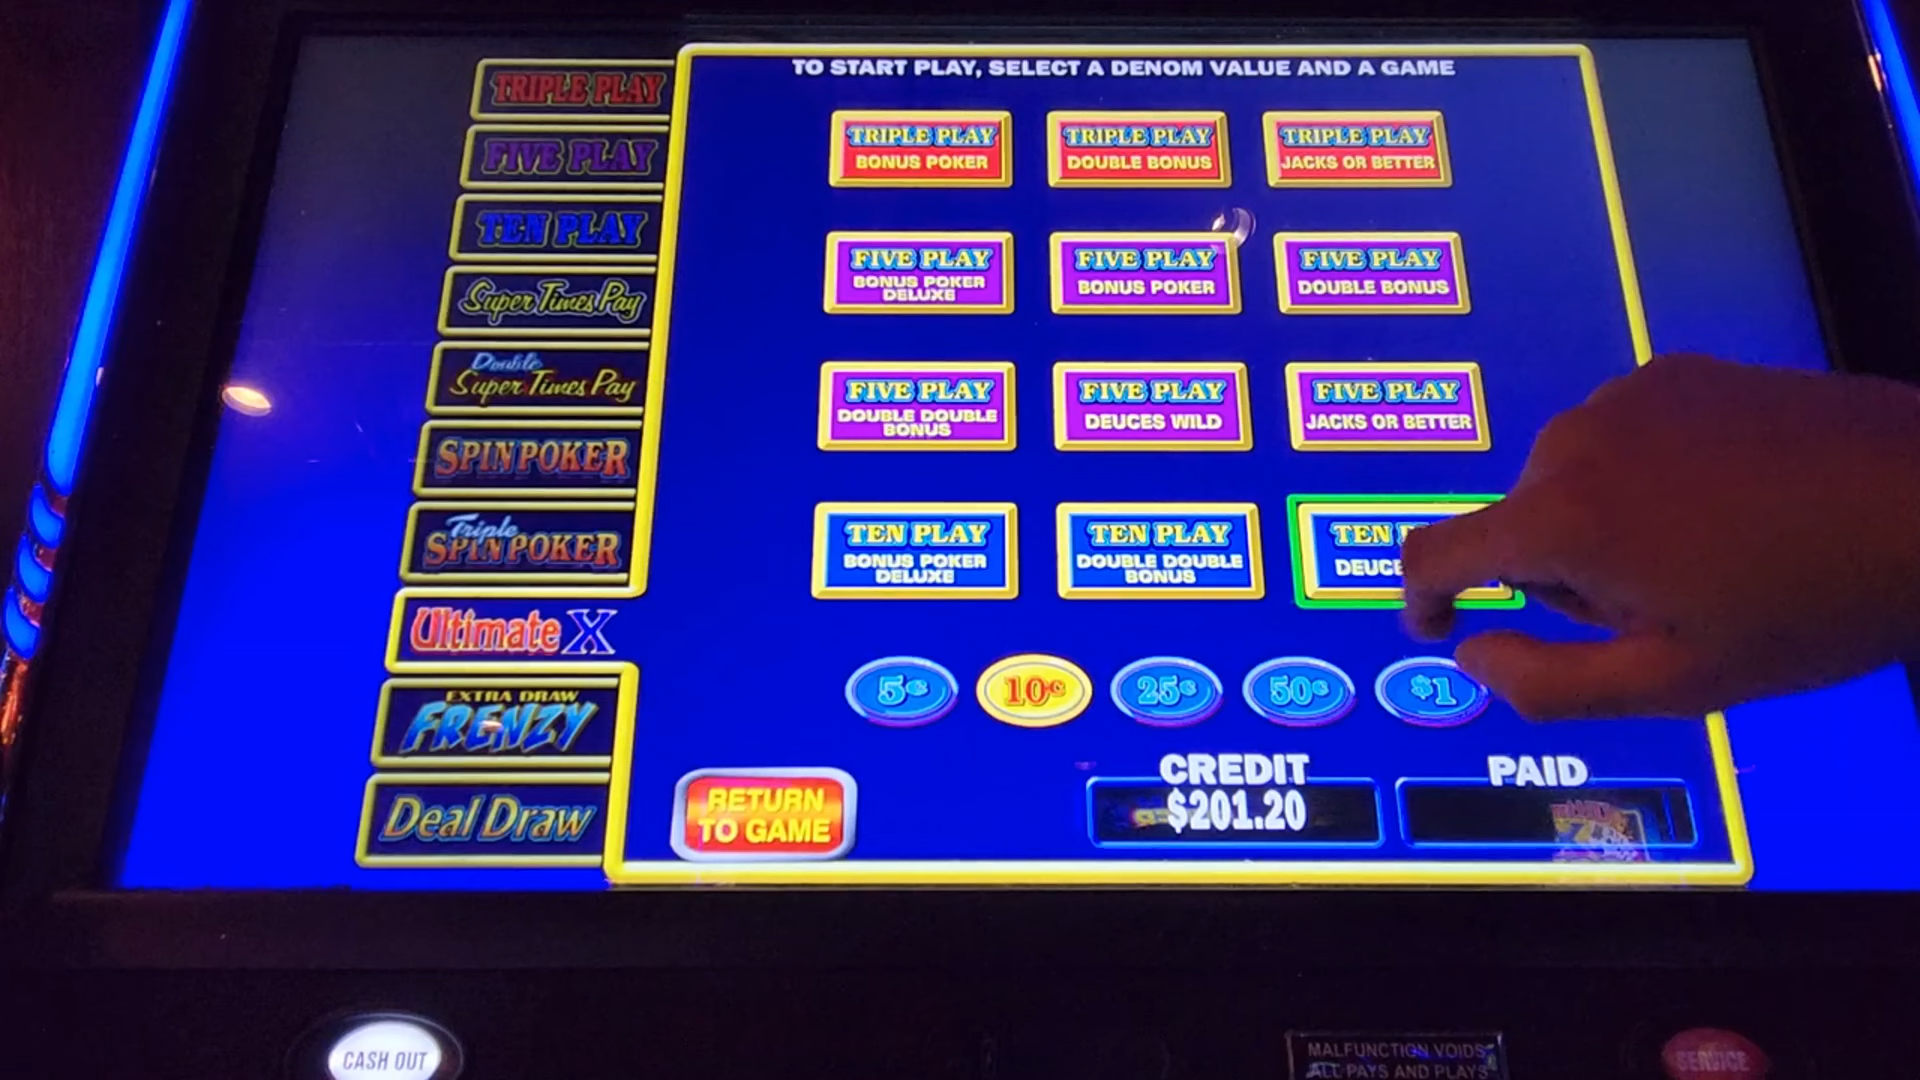 TO START PLAY, SELECT A DENOM VALUE AND A GAME
TRIPLE PLAY
FIVE PLAY
TEN PLAY
Super Times Pay
Double
Super Times Pay
SPIN POKER
Triple
SPIN POKER
Ultimate X
EXTRA DRAW
FRENZY
Deal Draw
TRIPLE PLAY
BONUS POKER
TRIPLE PLAY
DOUBLE BONUS
TRIPLE PLAY
JACKS OR BETTER
FIVE PLAY
BONUS POKER
DELUXE
FIVE PLAY
BONUS POKER
FIVE PLAY
DOUBLE BONUS
FIVE PLAY
DOUBLE DOUBLE
BONUS
FIVE PLAY
DEUCES WILD
FIVE PLAY
JACKS OR BETTER
TEN PLAY
BONUS POKER
DELUXE
TEN PLAY
DOUBLE DOUBLE
BONUS
TEN
5¢
10¢
25¢
50¢
$1
RETURN
TO GAME
CREDIT
$201.20
PAID
CASH OUT
MALFUNCTION VOIDS
ALL PAYS AND PLAYS
SERVICE